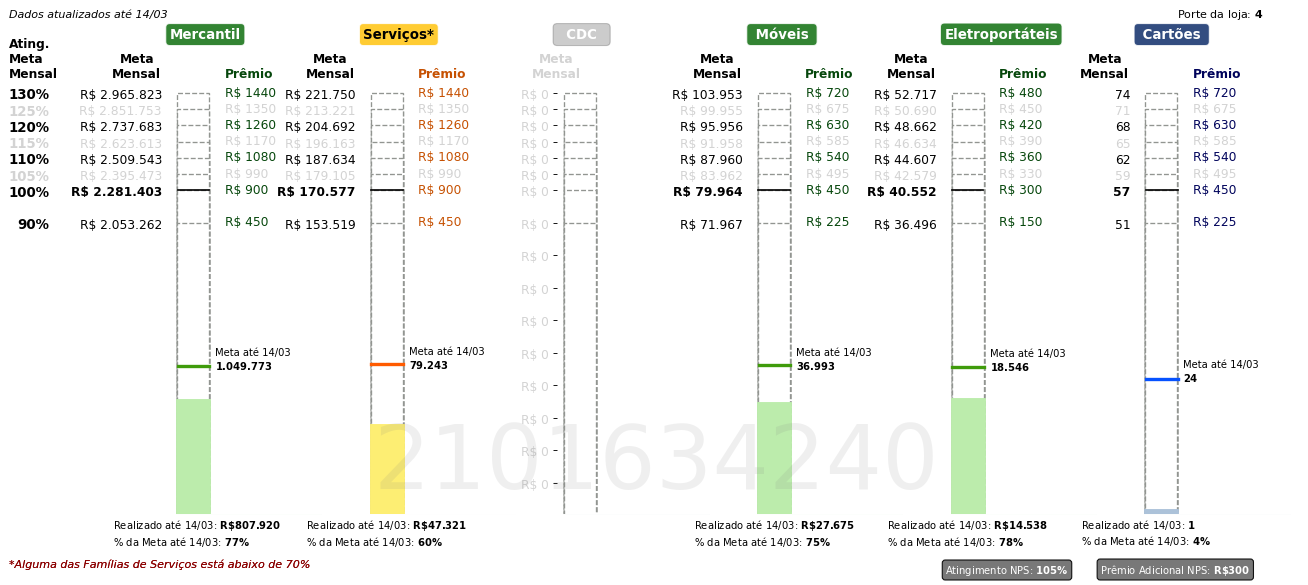 Dados atualizados até 14/03
Porte da loja: 4
Mercantil Serviços* CDC Móveis Eletroportáteis Cartões
Ating.
Meta Meta Meta Meta Meta Meta Meta
Mensal Mensal Prêmio Mensal Prêmio Mensal Mensal Prêmio Mensal Prêmio Mensal Prêmio
130% R$ 2.965.823 R$ 1440 R$ 221.750 R$ 1440 R$ 0 R$ 103.953 R$ 720 R$ 52.717 R$ 480 74 R$ 720
125% R$ 2.851.753 R$ 1350 R$ 213.221 R$ 1350 R$ 0 R$ 99.955 R$ 675 R$ 50.690 R$ 450 71 R$ 675
120% R$ 2.737.683 R$ 1260 R$ 204.692 R$ 1260 R$ 0 R$ 95.956 R$ 630 R$ 48.662 R$ 420 68 R$ 630
115% R$ 2.623.613 R$ 1170 R$ 196.163 R$ 1170 R$ 0 R$ 91.958 R$ 585 R$ 46.634 R$ 390 65 R$ 585
110% R$ 2.509.543 R$ 1080 R$ 187.634 R$ 1080 R$ 0 R$ 87.960 R$ 540 R$ 44.607 R$ 360 62 R$ 540
105% R$ 2.395.473 R$ 990 R$ 179.105 R$ 990 R$ 0 R$ 83.962 R$ 495 R$ 42.579 R$ 330 59 R$ 495
100% R$ 2.281.403 R$ 900 R$ 170.577 R$ 900 R$ 0 R$ 79.964 R$ 450 R$ 40.552 R$ 300 57 R$ 450
90% R$ 2.053.262 R$ 450 R$ 153.519 R$ 450 R$ 0 R$ 71.967 R$ 225 R$ 36.496 R$ 150 51 R$ 225
R$ 0
R$ 0
R$ 0
R$ 0
Meta até 14/03 Meta até 14/03 Meta até 14/03 Meta até 14/03 Meta até 14/03
1.049.773 79.243 36.993 18.546 24
R$ 0
R$ 0
R$ 0
R$ 0
2101634240
Realizado até 14/03: R$807.920 Realizado até 14/03: R$47.321 Realizado até 14/03: R$27.675 Realizado até 14/03: R$14.538 Realizado até 14/03: 1
% da Meta até 14/03: 77% % da Meta até 14/03: 60% % da Meta até 14/03: 75% % da Meta até 14/03: 78% % da Meta até 14/03: 4%
*Alguma das Famílias de Serviços está abaixo de 70%
Atingimento NPS: 105% Prêmio Adicional NPS: R$300